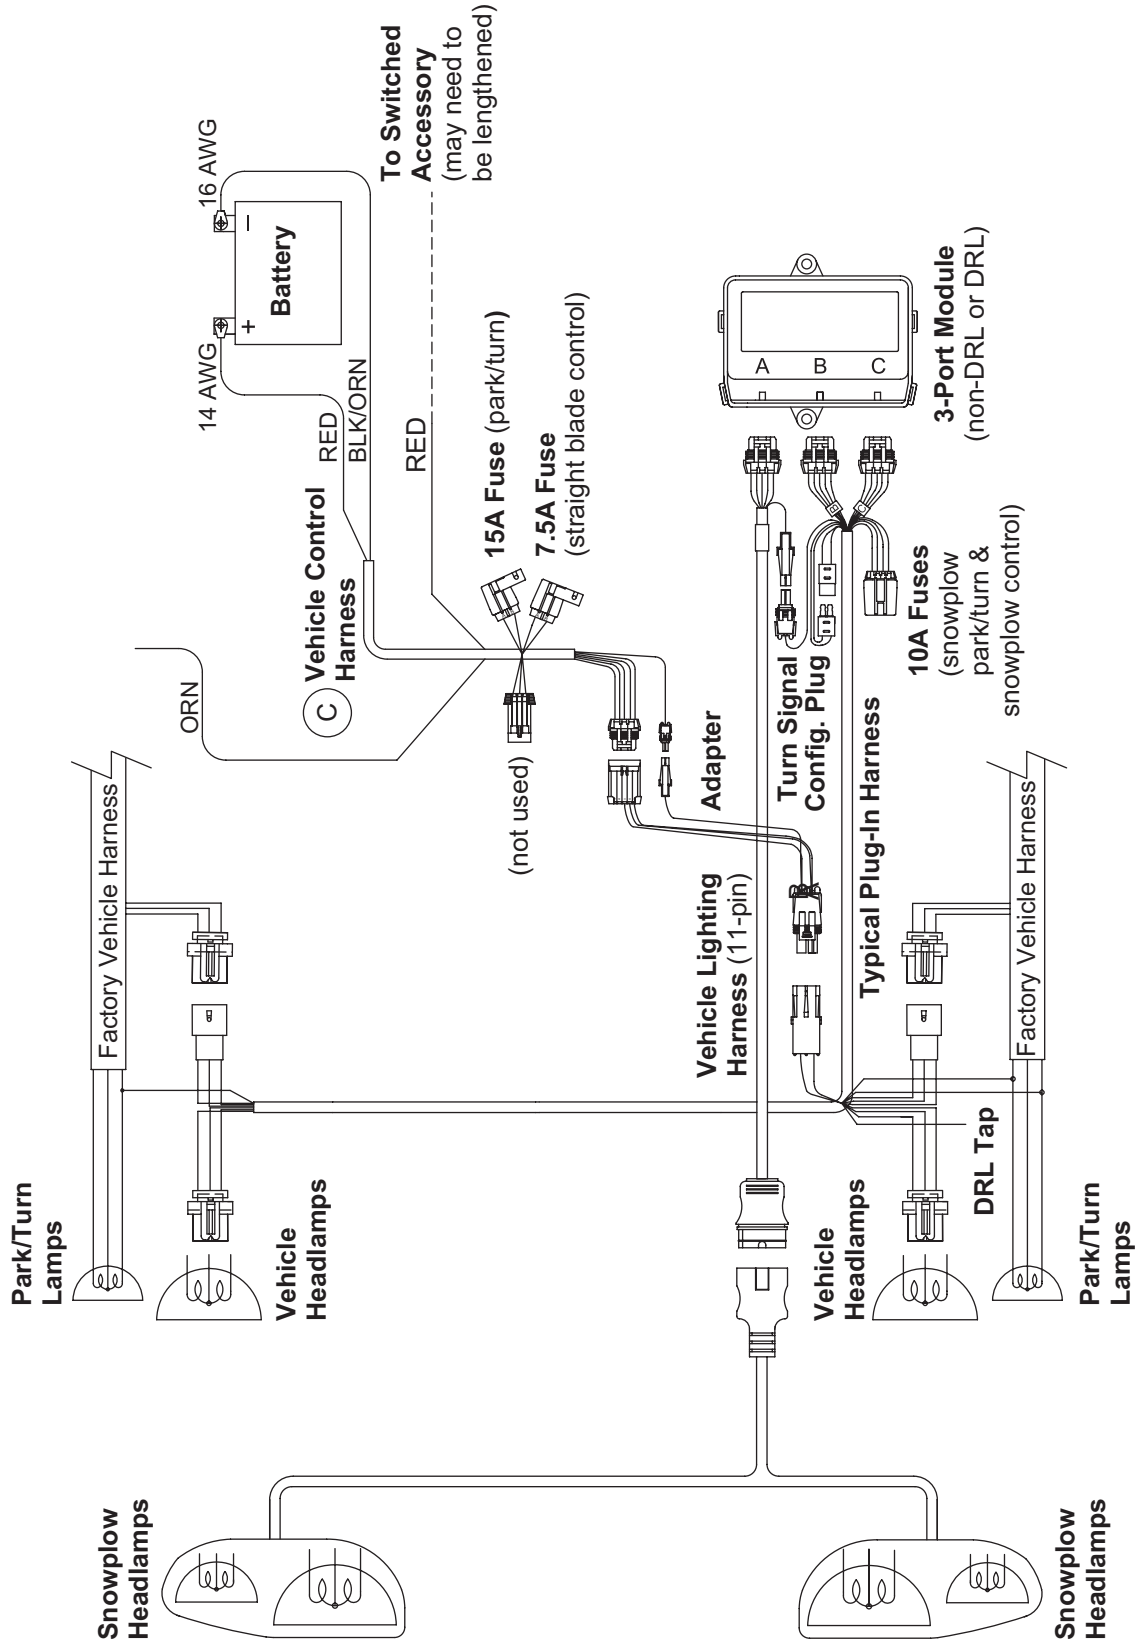 Snowplow
Headlamps
Park/Turn
Lamps
Vehicle
Headlamps
Factory Vehicle Harness
ORN
C
Vehicle Control
Harness
14 AWG
16 AWG
+
–
Battery
RED
BLK/ORN
To Switched
Accessory
(may need to
be lengthened)
RED
15A Fuse (park/turn)
7.5A Fuse
(straight blade control)
(not used)
Adapter
Vehicle Lighting
Harness (11-pin)
Turn Signal
Config. Plug
Typical Plug-In Harness
B
C
10A Fuses
(snowplow
park/turn &
snowplow control)
A
B
C
3-Port Module
(non-DRL or DRL)
Snowplow
Headlamps
Vehicle
Headlamps
DRL Tap
Park/Turn
Lamps
Factory Vehicle Harness